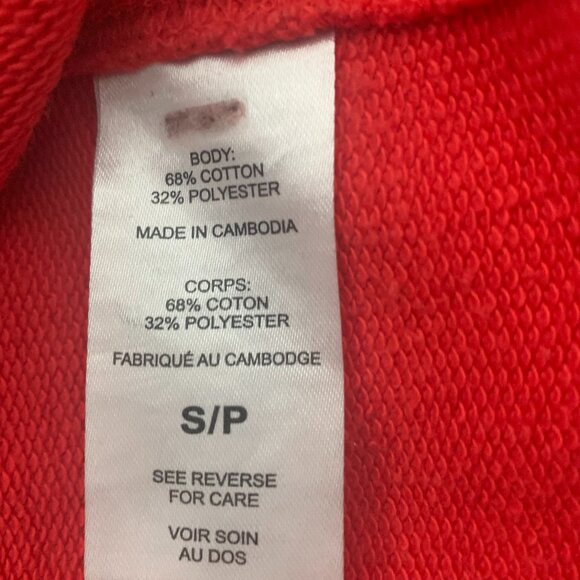 BODY:
68% COTTON
32% POLYESTER
MADE IN CAMBODIA
CORPS:
68% COTON
32% POLYESTER
FABRIQUÉ AU CAMBODGE
S/P
SEE REVERSE
FOR CARE
VOIR SOIN
AU DOS